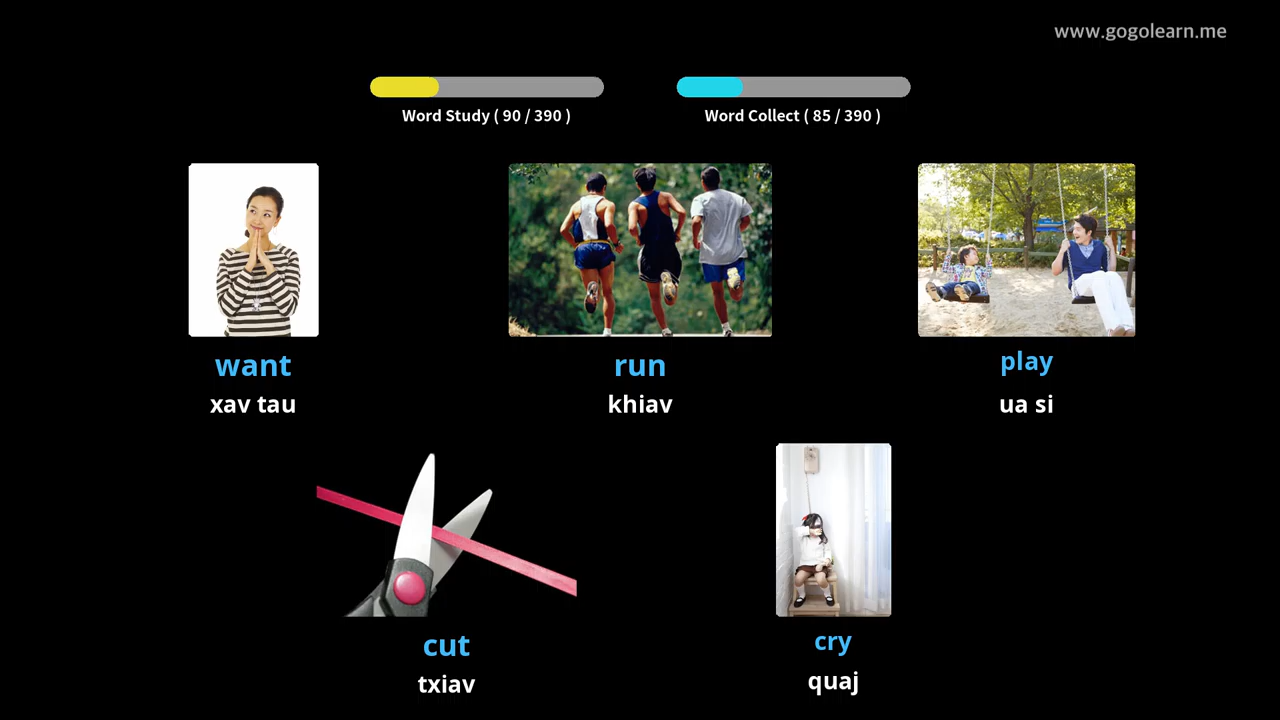 www.gogolearn.me
Word Study ( 90 / 390 )
Word Collect ( 85 / 390 )
want
xav tau
run
khiav
play
ua si
cut
txiav
cry
quaj